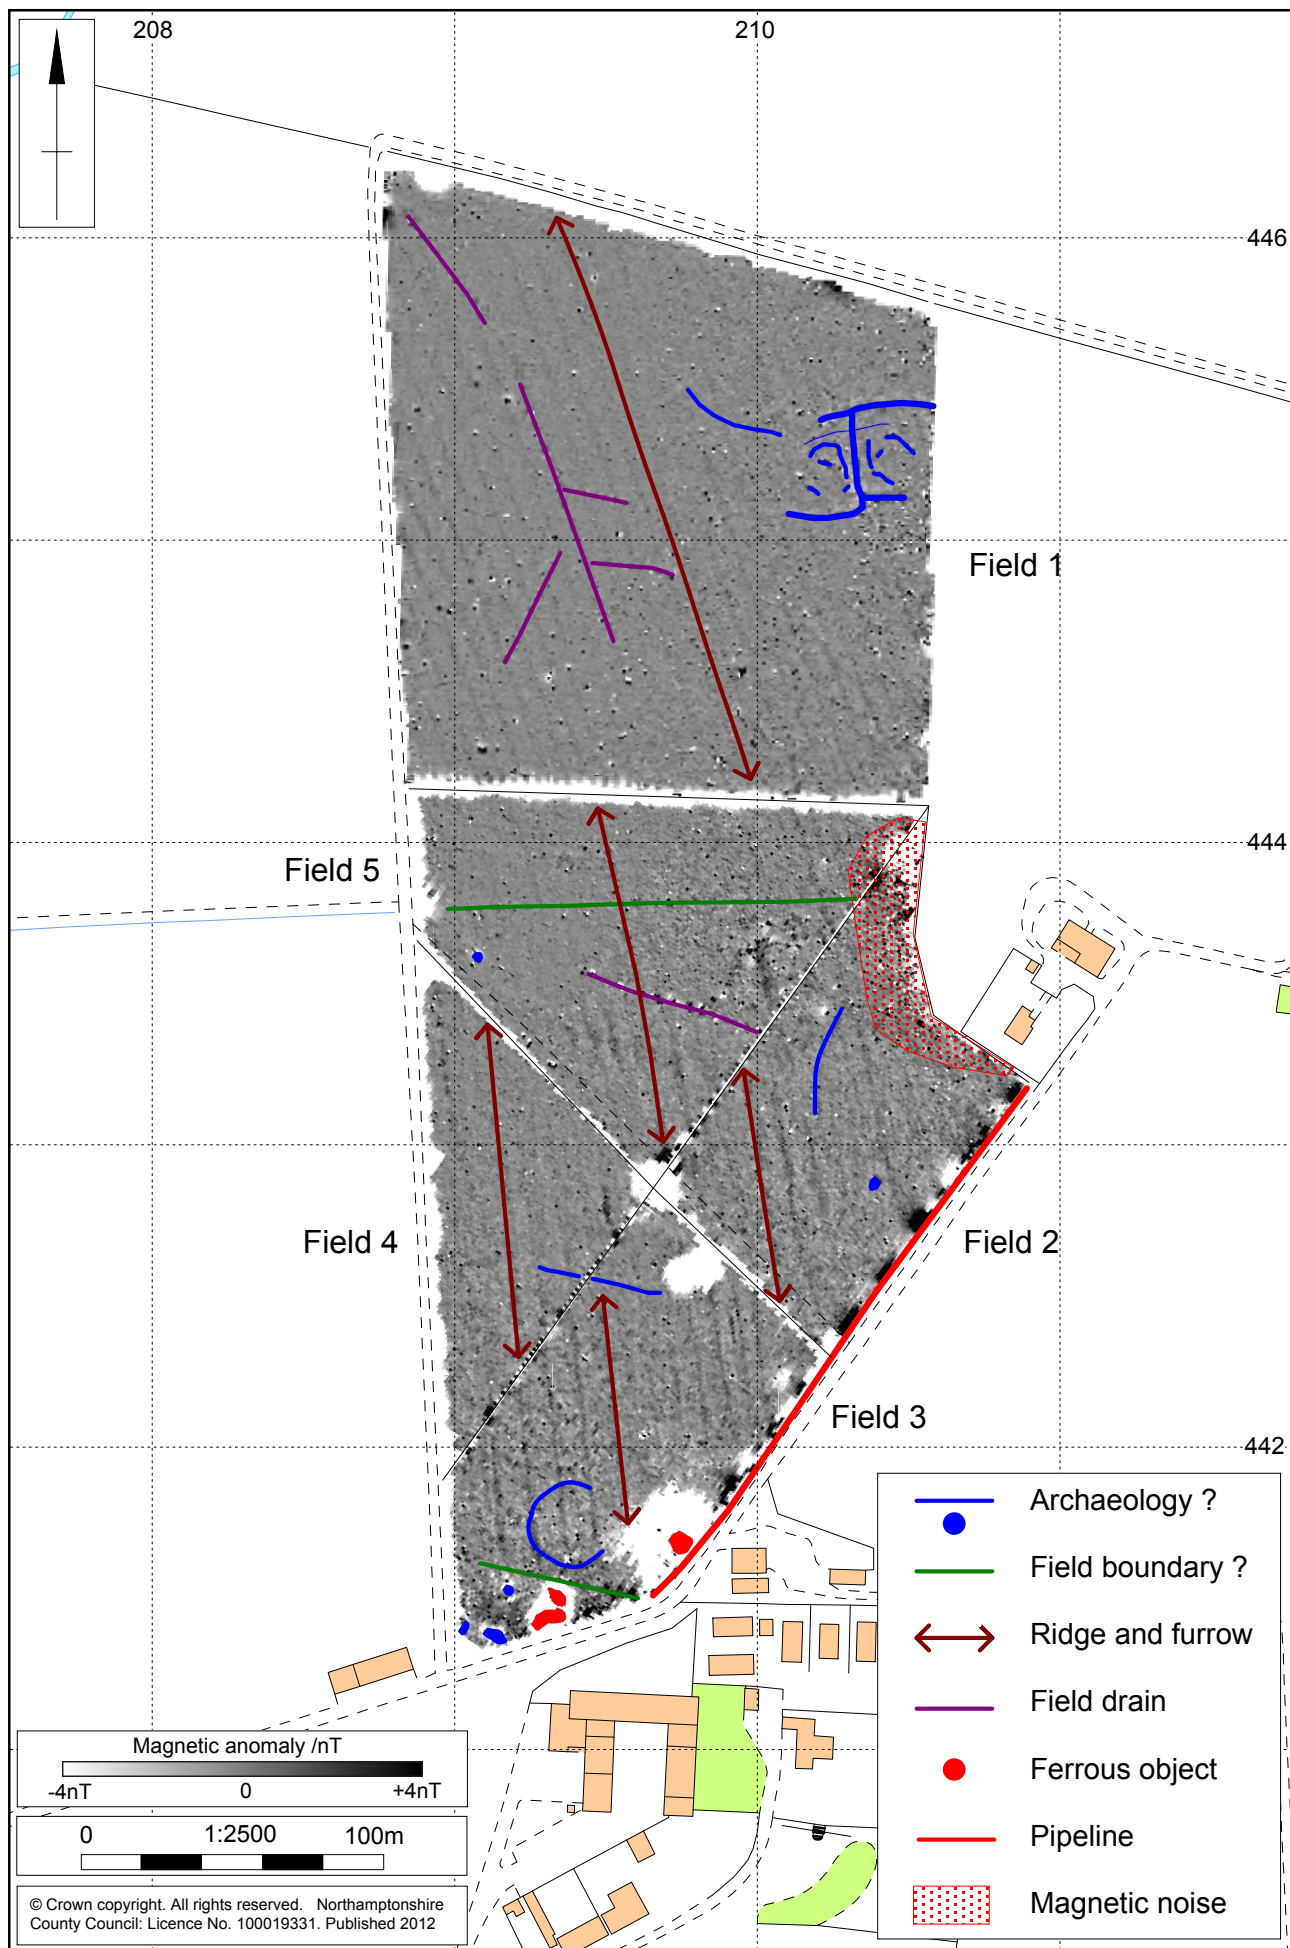 208
210
446
Field 1
444
Field 5
Field 4
Field 2
Field 3
442
Archaeology ?
Field boundary ?
Ridge and furrow
Field drain
Ferrous object
Pipeline
Magnetic noise
Magnetic anomaly /nT
-4nT 0 +4nT
0 1:2500 100m
© Crown copyright. All rights reserved. Northamptonshire
County Council: Licence No. 100019331. Published 2012